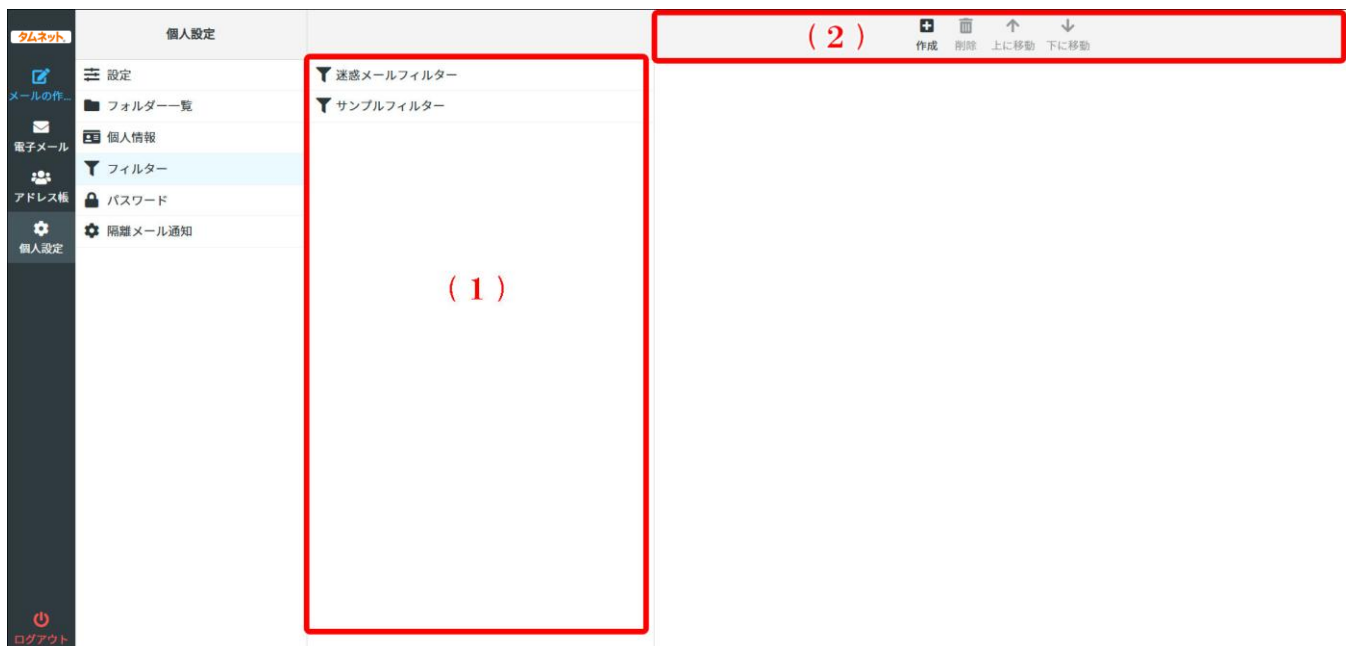 タムネット
メールの作...
電子メール
アドレス帳
個人設定
ログアウト
個人設定
設定
フォルダー一覧
個人情報
フィルター
パスワード
隔離メール通知
迷惑メールフィルター
サンプルフィルター
(1)
(2)
作成 削除 上に移動 下に移動